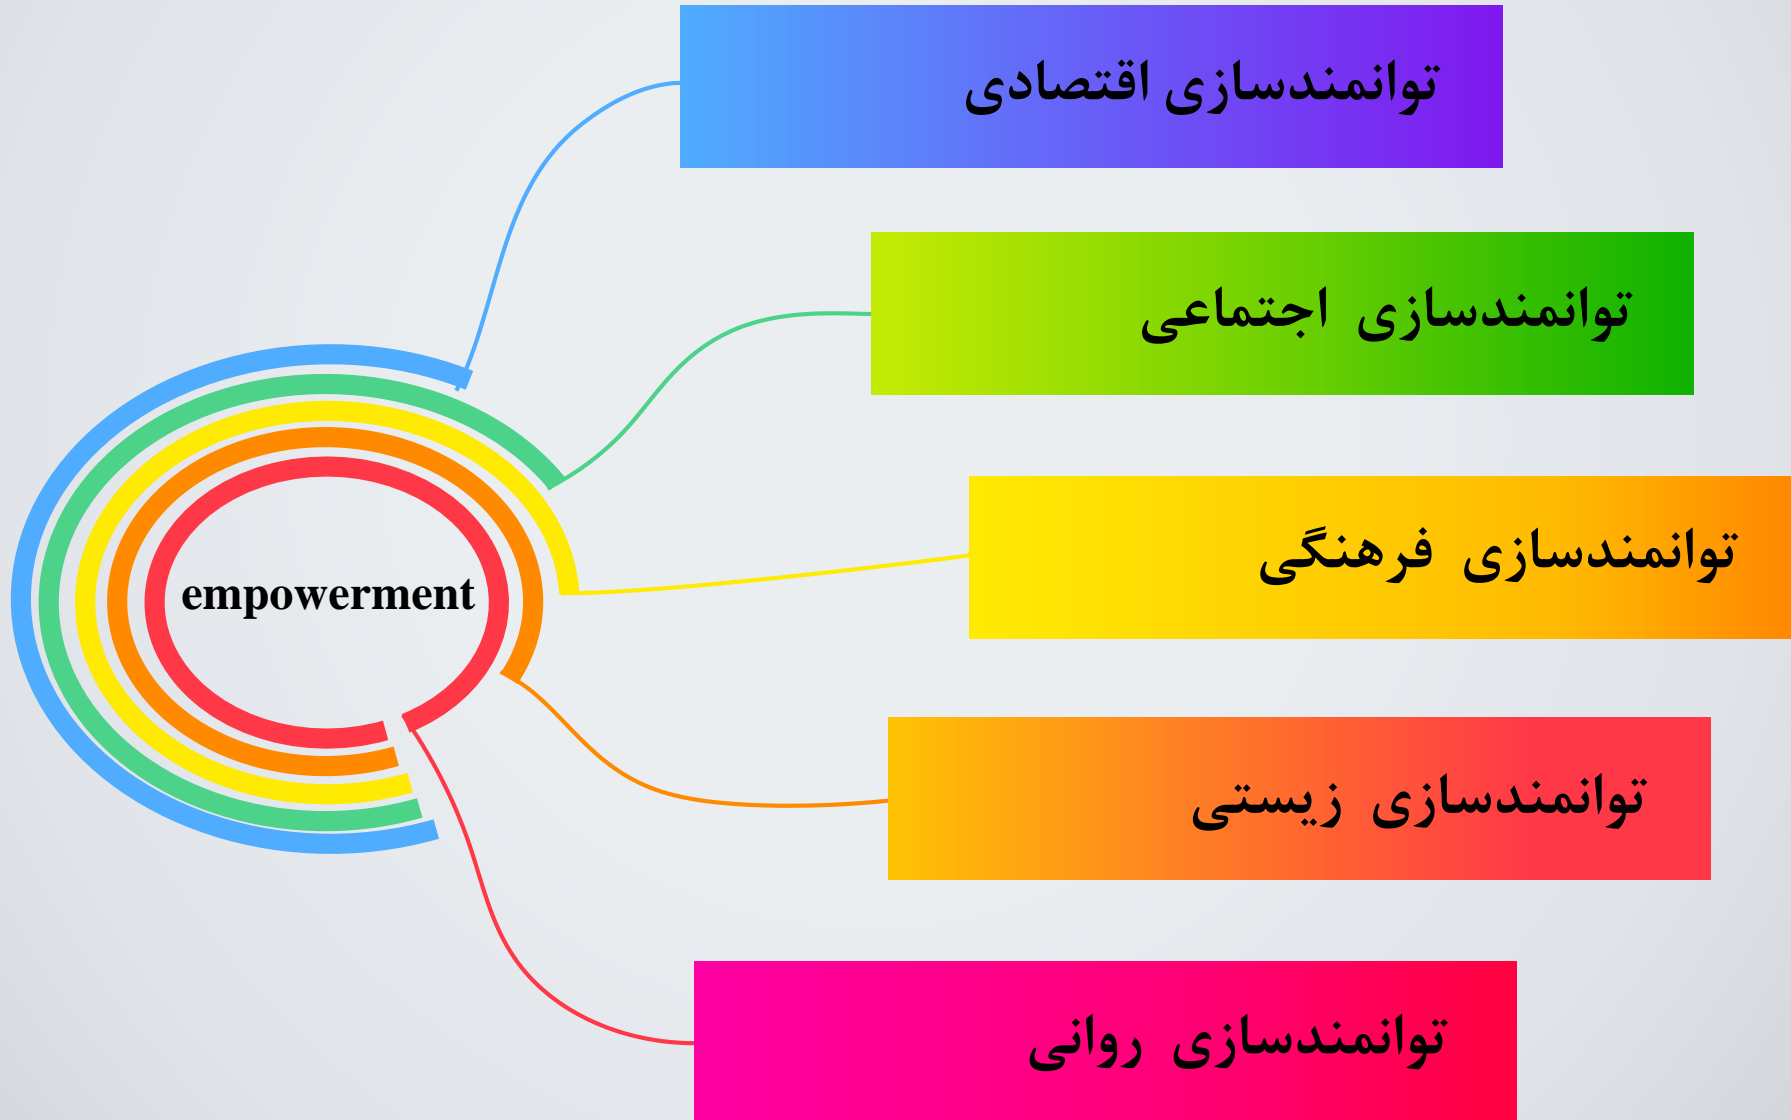 توانمندسازی اقتصادی
توانمندسازی اجتماعی
توانمندسازی فرهنگی
empowerment
توانمندسازی زیستی
توانمندسازی روانی